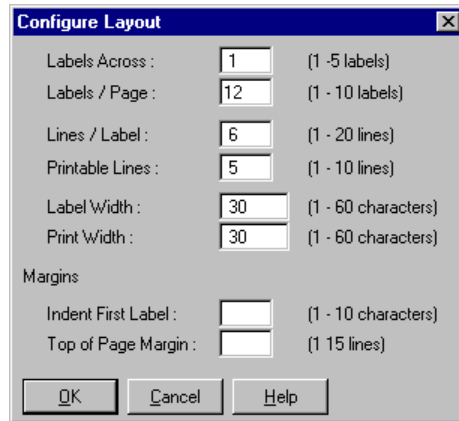 Configure Layout
Labels Across : 1 (1 -5 labels)
Labels / Page : 12 (1 - 10 labels)
Lines / Label : 6 (1 - 20 lines)
Printable Lines : 5 (1 - 10 lines)
Label Width : 30 (1 - 60 characters)
Print Width : 30 (1 - 60 characters)
Margins
Indent First Label : (1 - 10 characters)
Top of Page Margin : (1 15 lines)
OK Cancel Help